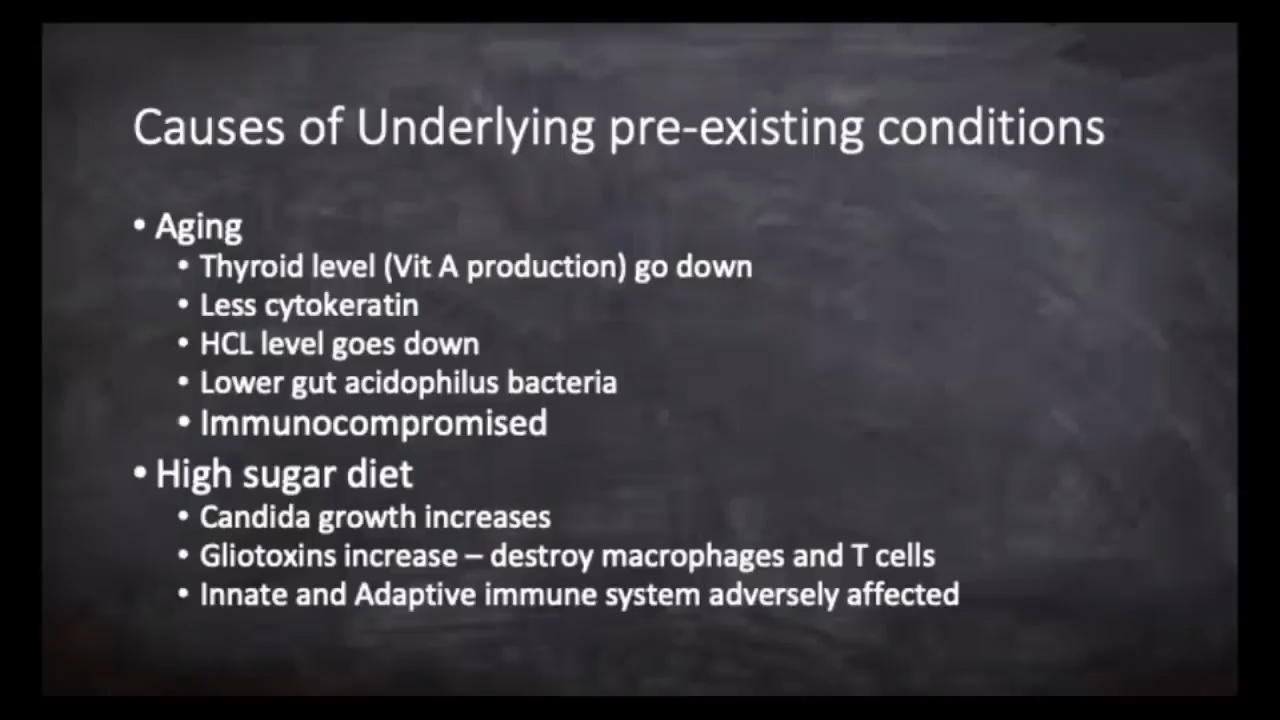 Causes of Underlying pre-existing conditions
• Aging
• Thyroid level (Vit A production) go down
• Less cytokeratin
• HCL level goes down
• Lower gut acidophilus bacteria
• Immunocompromised
• High sugar diet
• Candida growth increases
• Gliotoxins increase – destroy macrophages and T cells
• Innate and Adaptive immune system adversely affected